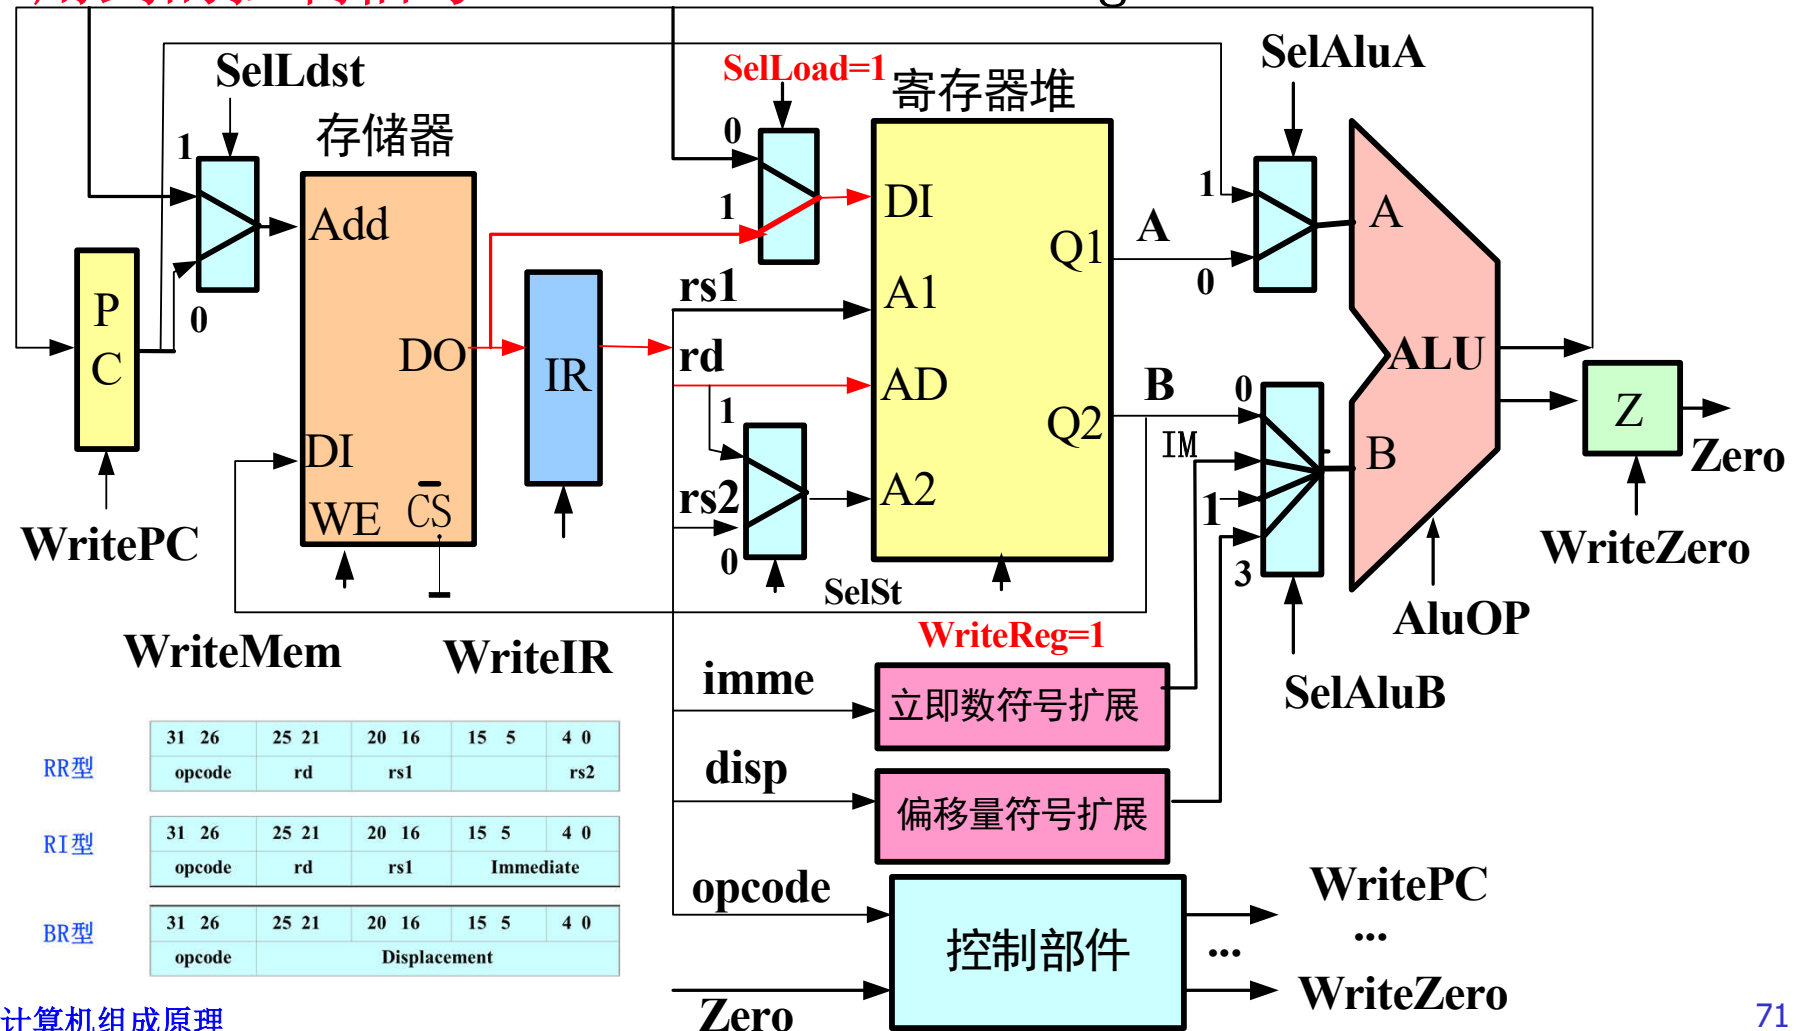 SelLdst
SelLoad=1
SelAluA
存储器
寄存器堆
1
0
0
1
1
0
Add
DO
DI
WE
CS
P
C
IR
DI
A1
AD
A2
Q1
Q2
A
B
rs1
rd
rs2
1
0
A
B
ALU
0
IM
1
3
Z
Zero
WritePC
WriteMem
WriteIR
SelSt
WriteReg=1
SelAluB
AluOP
WriteZero
imme
立即数符号扩展
disp
偏移量符号扩展
opcode
控制部件
Zero
WritePC
...
...
WriteZero
RR型
31 26 25 21 20 16 15 5 4 0
opcode rd rs1 rs2
RI型
31 26 25 21 20 16 15 5 4 0
opcode rd rs1 Immediate
BR型
31 26 25 21 20 16 15 5 4 0
opcode Displacement
计算机组成原理
71